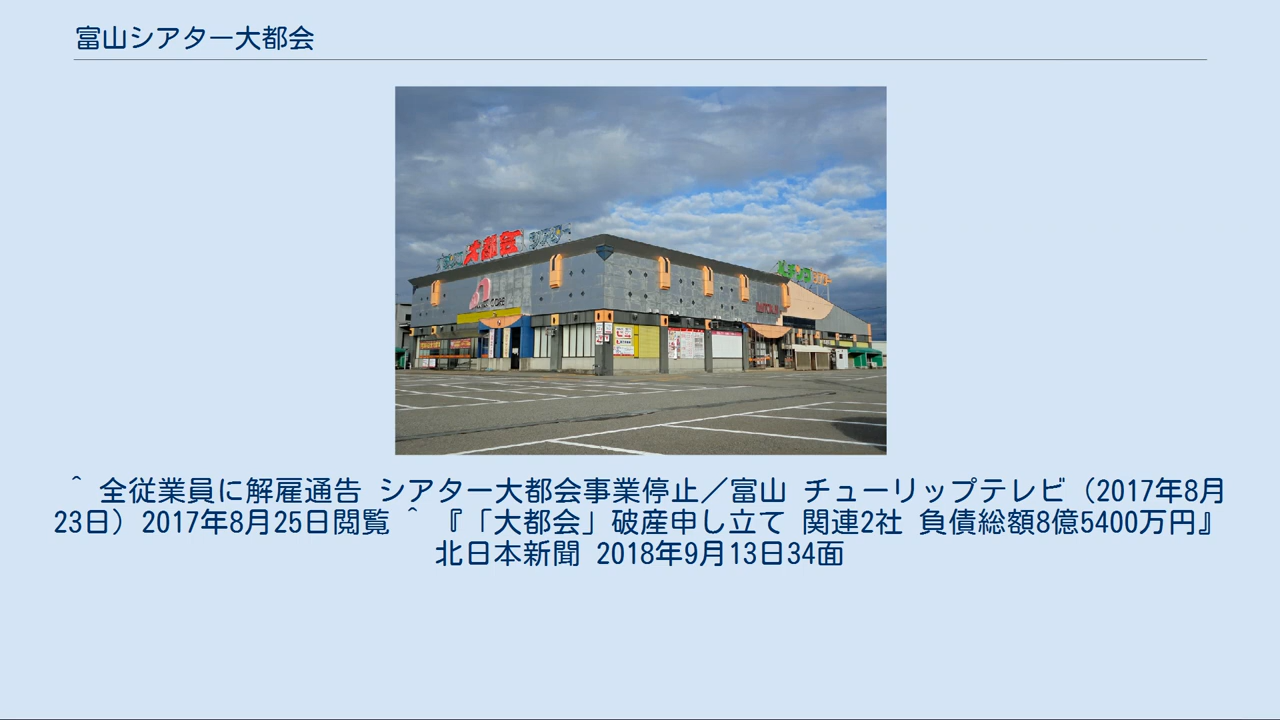 富山シアター大都会
大都会
＾ 全従業員に解雇通告 シアター大都会事業停止／富山 チューリップテレビ（2017年8月
23日）2017年8月25日閲覧 ＾ 『「大都会」破産申し立て 関連2社 負債総額8億5400万円』
北日本新聞 2018年9月13日34面